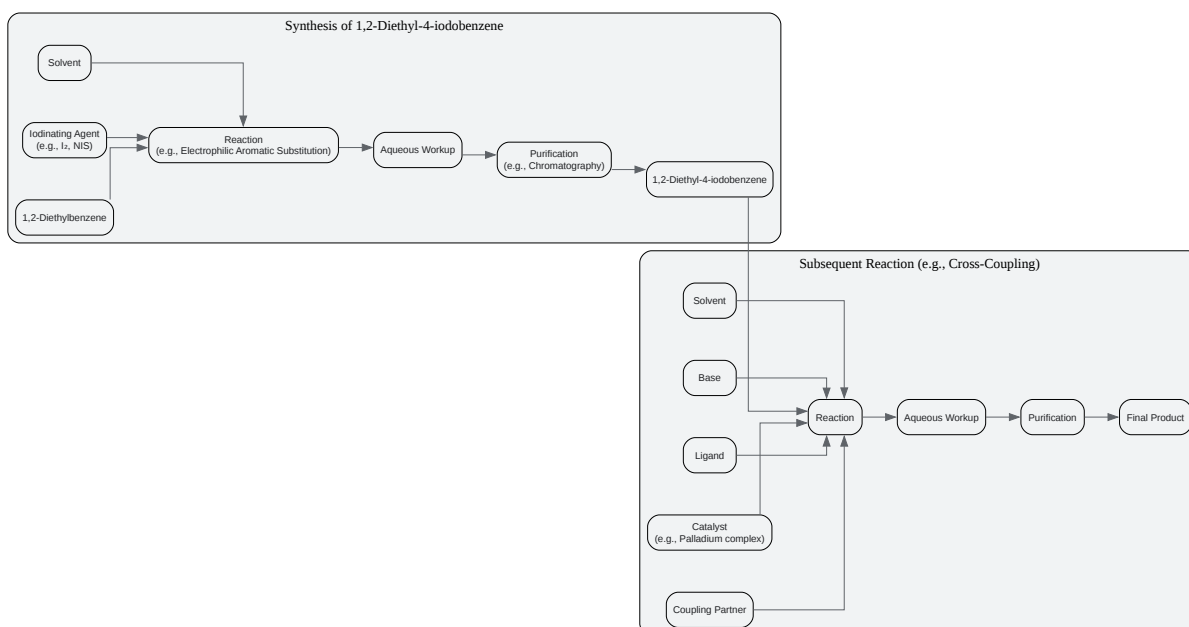 Synthesis of 1,2-Diethyl-4-iodobenzene
Solvent
Iodinating Agent
(e.g., I₂, NIS)
Reaction
(e.g., Electrophilic Aromatic Substitution)
Aqueous Workup
Purification
(e.g., Chromatography)
1,2-Diethyl-4-iodobenzene
1,2-Diethylbenzene
Subsequent Reaction (e.g., Cross-Coupling)
Solvent
Base
Reaction
Aqueous Workup
Purification
Final Product
Ligand
Catalyst
(e.g., Palladium complex)
Coupling Partner